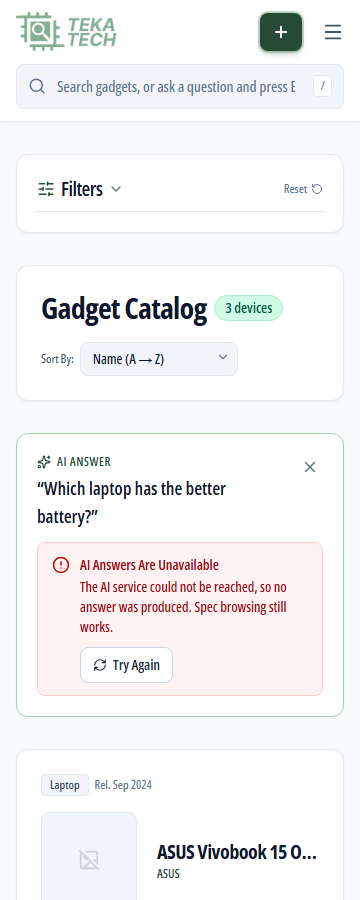 TEKA
TECH
Search gadgets, or ask a question and press E
/
Filters
Reset
Gadget Catalog
3 devices
Sort By:
Name (A → Z)
AI ANSWER
“Which laptop has the better
battery?”
AI Answers Are Unavailable
The AI service could not be reached, so no
answer was produced. Spec browsing still
works.
Try Again
Laptop
Rel. Sep 2024
ASUS Vivobook 15 O...
ASUS